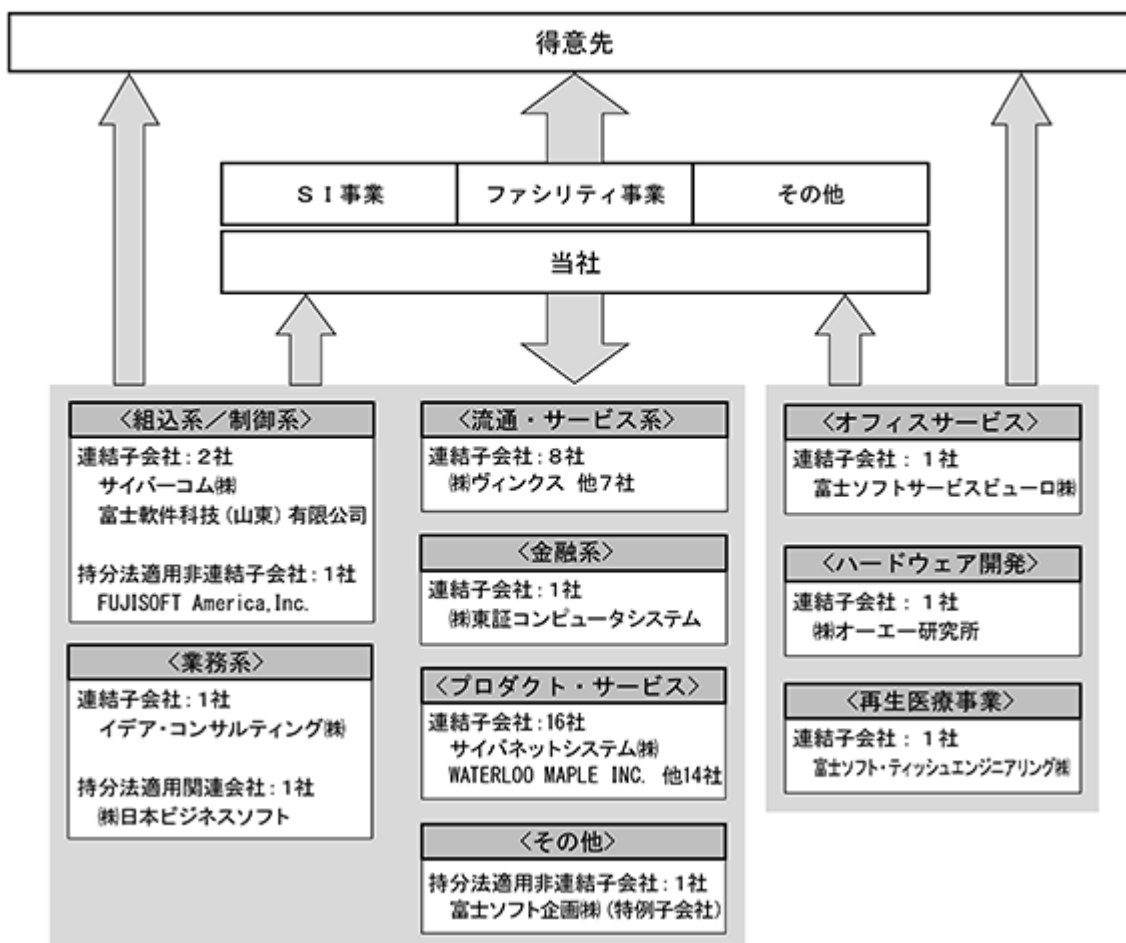 得意先
ＳＩ事業
ファシリティ事業
その他
当社
＜組込系／制御系＞
連結子会社：２社
サイバーコム㈱
富士軟件科技（山東）有限公司
持分法適用非連結子会社：１社
FUJISOFT America,Inc.
＜業務系＞
連結子会社：１社
イデア・コンサルティング㈱
持分法適用関連会社：１社
㈱日本ビジネスソフト
＜流通・サービス系＞
連結子会社：８社
㈱ヴィンクス 他７社
＜金融系＞
連結子会社：１社
㈱東証コンピュータシステム
＜プロダクト・サービス＞
連結子会社：16社
サイバネットシステム㈱
WATERLOO MAPLE INC. 他14社
＜その他＞
持分法適用非連結子会社：１社
富士ソフト企画㈱（特例子会社）
＜オフィスサービス＞
連結子会社：１社
富士ソフトサービスビューロ㈱
＜ハードウェア開発＞
連結子会社：１社
㈱オーエー研究所
＜再生医療事業＞
連結子会社：１社
富士ソフト・ティッシュエンジニアリング㈱